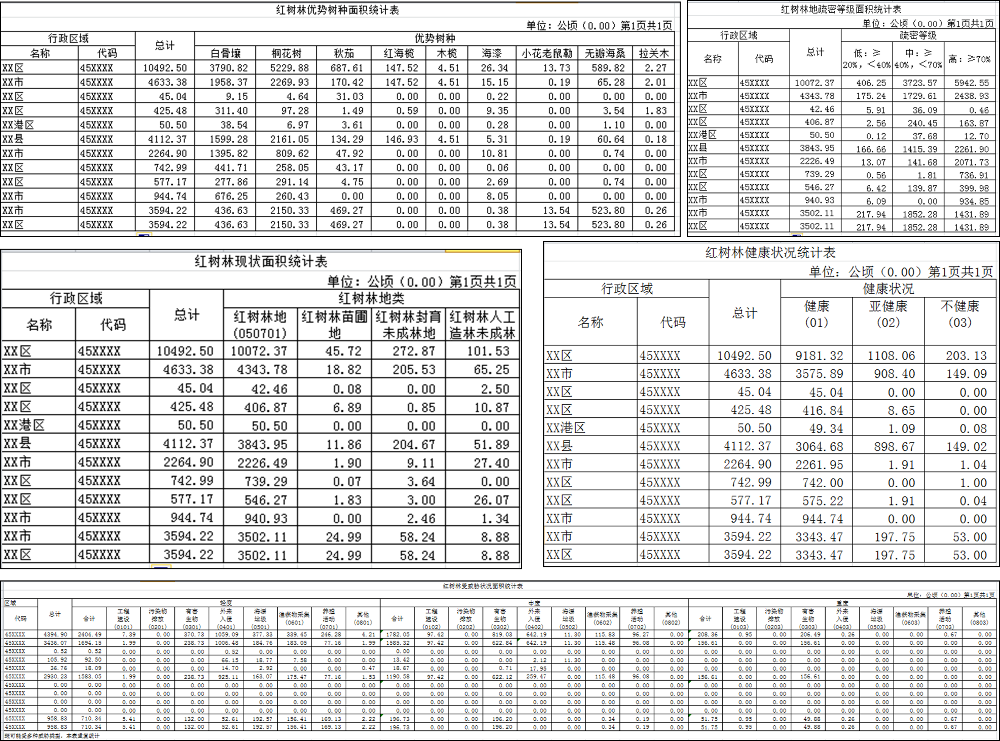 红树林优势树种面积统计表
单位：公顷（0.00）第1页共1页
行政区域 总计 优势树种
名称 代码 白骨壤 桐花树 秋茄 红海榄 木榄 海漆 小花老鼠勒 无瓣海桑 拉关木
XX区 45XXXX 10492.50 3790.82 5229.88 687.61 147.52 4.51 26.34 13.73 589.82 2.27
XX市 45XXXX 4633.38 1958.37 2269.93 170.42 147.52 4.51 15.15 0.19 65.28 2.01
XX区 45XXXX 45.04 9.15 4.64 31.03 0.00 0.00 0.22 0.00 0.00 0.00
XX区 45XXXX 425.48 311.40 97.28 1.49 0.59 0.00 9.35 0.00 3.54 1.83
XX港区 45XXXX 50.50 38.54 6.97 3.61 0.00 0.00 0.28 0.00 1.10 0.00
XX县 45XXXX 4112.37 1599.28 2161.05 134.29 146.93 4.51 5.31 0.19 60.64 0.18
XX市 45XXXX 2264.90 1395.82 809.62 47.92 0.00 0.00 10.81 0.00 0.74 0.00
XX区 45XXXX 742.99 441.71 258.05 43.17 0.00 0.00 0.06 0.00 0.00 0.00
XX区 45XXXX 577.17 277.86 291.14 4.75 0.00 0.00 2.69 0.00 0.74 0.00
XX市 45XXXX 944.74 676.25 260.43 0.00 0.00 0.00 8.05 0.00 0.00 0.00
XX市 45XXXX 3594.22 436.63 2150.33 469.27 0.00 0.00 0.38 13.54 523.80 0.26
XX区 45XXXX 3594.22 436.63 2150.33 469.27 0.00 0.00 0.38 13.54 523.80 0.26
红树林地疏密等级面积统计表
单位：公顷（0.00）第1页共1页
行政区域 总计 疏密等级
名称 代码 低：≥20%，＜40% 中：≥40%，＜70% 高：≥70%
XX区 45XXXX 10072.37 406.25 3723.57 5942.55
XX市 45XXXX 4343.78 175.24 1729.61 2438.93
XX区 45XXXX 42.46 5.91 36.09 0.46
XX区 45XXXX 406.87 2.56 240.45 163.87
XX港区 45XXXX 50.50 0.12 37.68 12.70
XX县 45XXXX 3843.95 166.66 1415.39 2261.90
XX市 45XXXX 2226.49 13.07 141.68 2071.73
XX区 45XXXX 739.29 0.56 1.81 736.91
XX区 45XXXX 546.27 6.42 139.87 399.98
XX市 45XXXX 940.93 6.09 0.00 934.85
XX市 45XXXX 3502.11 217.94 1852.28 1431.89
XX区 45XXXX 3502.11 217.94 1852.28 1431.89
红树林现状面积统计表
单位：公顷（0.00）第1页共1页
行政区域 总计 红树林地类
名称 代码 红树林地(050701) 红树林苗圃地 红树林封育未成林地 红树林人工造林未成林
XX区 45XXXX 10492.50 10072.37 45.72 272.87 101.53
XX市 45XXXX 4633.38 4343.78 18.82 205.53 65.25
XX区 45XXXX 45.04 42.46 0.08 0.00 2.50
XX区 45XXXX 425.48 406.87 6.89 0.85 10.87
XX港区 45XXXX 50.50 50.50 0.00 0.00 0.00
XX县 45XXXX 4112.37 3843.95 11.86 204.67 51.89
XX市 45XXXX 2264.90 2226.49 1.90 9.11 27.40
XX区 45XXXX 742.99 739.29 0.07 3.64 0.00
XX区 45XXXX 577.17 546.27 1.83 3.00 26.07
XX市 45XXXX 944.74 940.93 0.00 2.46 1.34
XX市 45XXXX 3594.22 3502.11 24.99 58.24 8.88
XX区 45XXXX 3594.22 3502.11 24.99 58.24 8.88
红树林健康状况统计表
单位：公顷（0.00）第1页共1页
行政区域 总计 健康状况
名称 代码 健康(01) 亚健康(02) 不健康(03)
XX区 45XXXX 10492.50 9181.32 1108.06 203.13
XX市 45XXXX 4633.38 3575.89 908.40 149.09
XX区 45XXXX 45.04 45.04 0.00 0.00
XX区 45XXXX 425.48 416.84 8.65 0.00
XX港区 45XXXX 50.50 49.34 1.09 0.08
XX县 45XXXX 4112.37 3064.68 898.67 149.02
XX市 45XXXX 2264.90 2261.95 1.91 1.04
XX区 45XXXX 742.99 742.00 0.00 1.00
XX区 45XXXX 577.17 575.22 1.91 0.04
XX市 45XXXX 944.74 944.74 0.00 0.00
XX市 45XXXX 3594.22 3343.47 197.75 53.00
XX区 45XXXX 3594.22 3343.47 197.75 53.00
红树林受威胁状况面积统计表
单位：公顷（0.00）第1页共1页
区域 总计 轻度 中度 重度
代码 合计 工程建设(0101) 污染物排放(0201) 有害生物(0301) 外来入侵(0401) 海漂垃圾(0501) 渔获物采集(0601) 养殖活动(0701) 其他(0801) 合计 工程建设(0102) 污染物排放(0202) 有害生物(0302) 外来入侵(0402) 海漂垃圾(0502) 渔获物采集(0602) 养殖活动(0702) 其他(0802) 合计 工程建设(0103) 污染物排放(0203) 有害生物(0303) 外来入侵(0403) 海漂垃圾(0503) 渔获物采集(0603) 养殖活动(0703) 其他(0803)
45XXXX 4394.90 2404.49 7.39 0.00 370.73 1059.09 377.33 339.45 246.28 4.21 1782.05 97.42 0.00 819.03 642.19 11.30 115.83 96.27 0.00 208.36 0.95 0.00 206.49 0.26 0.00 0.00 0.67 0.00
45XXXX 3436.07 1694.15 1.99 0.00 238.73 1006.48 184.76 183.05 77.16 1.99 1585.32 97.42 0.00 622.84 642.19 11.30 115.48 96.08 0.00 156.61 0.00 0.00 156.61 0.00 0.00 0.00 0.00 0.00
45XXXX 0.52 0.52 0.00 0.00 0.00 0.52 0.00 0.00 0.00 0.00 0.00 0.00 0.00 0.00 0.00 0.00 0.00 0.00 0.00 0.00 0.00 0.00 0.00 0.00 0.00 0.00 0.00 0.00
45XXXX 105.92 92.50 0.00 0.00 0.00 66.15 18.77 7.58 0.00 0.00 13.42 0.00 0.00 0.00 2.12 11.30 0.00 0.00 0.00 0.00 0.00 0.00 0.00 0.00 0.00 0.00 0.00 0.00
45XXXX 36.76 18.09 0.00 0.00 0.00 14.70 2.92 0.00 0.00 0.47 18.67 0.00 0.00 0.71 17.95 0.00 0.00 0.00 0.00 0.00 0.00 0.00 0.00 0.00 0.00 0.00 0.00 0.00
45XXXX 2930.23 1583.05 1.99 0.00 238.73 925.11 163.07 175.47 77.16 1.53 1190.58 97.42 0.00 622.12 259.47 0.00 115.48 96.08 0.00 156.61 0.00 0.00 156.61 0.00 0.00 0.00 0.00 0.00
45XXXX 0.00 0.00 0.00 0.00 0.00 0.00 0.00 0.00 0.00 0.00 0.00 0.00 0.00 0.00 0.00 0.00 0.00 0.00 0.00 0.00 0.00 0.00 0.00 0.00 0.00 0.00 0.00 0.00
45XXXX 0.00 0.00 0.00 0.00 0.00 0.00 0.00 0.00 0.00 0.00 0.00 0.00 0.00 0.00 0.00 0.00 0.00 0.00 0.00 0.00 0.00 0.00 0.00 0.00 0.00 0.00 0.00 0.00
45XXXX 0.00 0.00 0.00 0.00 0.00 0.00 0.00 0.00 0.00 0.00 0.00 0.00 0.00 0.00 0.00 0.00 0.00 0.00 0.00 0.00 0.00 0.00 0.00 0.00 0.00 0.00 0.00 0.00
45XXXX 0.00 0.00 0.00 0.00 0.00 0.00 0.00 0.00 0.00 0.00 0.00 0.00 0.00 0.00 0.00 0.00 0.00 0.00 0.00 0.00 0.00 0.00 0.00 0.00 0.00 0.00 0.00 0.00
45XXXX 958.83 710.34 5.41 0.00 132.00 52.61 192.57 156.41 169.13 2.22 196.73 0.00 0.00 196.20 0.00 0.00 0.34 0.19 0.00 51.75 0.95 0.00 49.88 0.26 0.00 0.00 0.67 0.00
45XXXX 958.83 710.34 5.41 0.00 132.00 52.61 192.57 156.41 169.13 2.22 196.73 0.00 0.00 196.20 0.00 0.00 0.34 0.19 0.00 51.75 0.95 0.00 49.88 0.26 0.00 0.00 0.67 0.00
班可能受多种威胁类型，本表重复统计